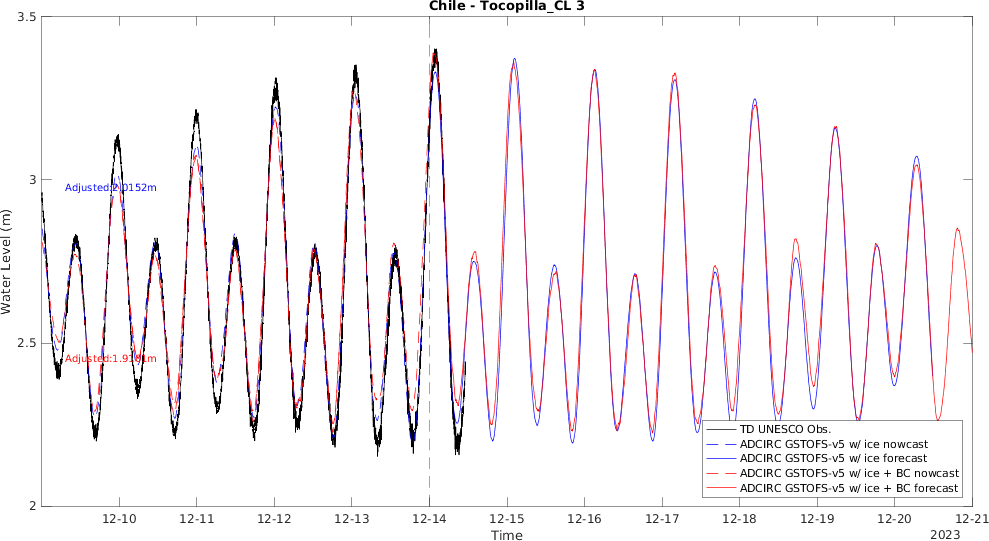 Chile - Tocopilla_CL 3
3.5
3
2.5
2
Water Level (m)
Adjusted:2.0152m
TD UNESCO Obs.
ADCIRC GSTOFS-v5 w/ ice nowcast
ADCIRC GSTOFS-v5 w/ ice forecast
ADCIRC GSTOFS-v5 w/ ice + BC nowcast
ADCIRC GSTOFS-v5 w/ ice + BC forecast
12-10
12-11
12-12
12-13
12-14
12-15
12-16
12-17
12-18
12-19
12-20
12-21
Time
2023